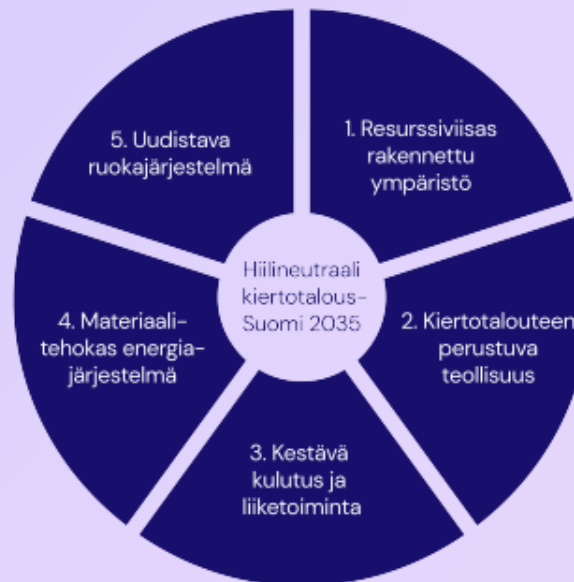 1. Resurssiviisas
rakennettu
ympäristö
2. Kiertotalouteen
perustuva
teollisuus
3. Kestävä
kulutus ja
liiketoiminta
4. Materiaali-
tehokas energia-
järjestelmä
5. Uudistava
ruokajärjestelmä
Hiilineutraali
kiertotalous-
Suomi 2035